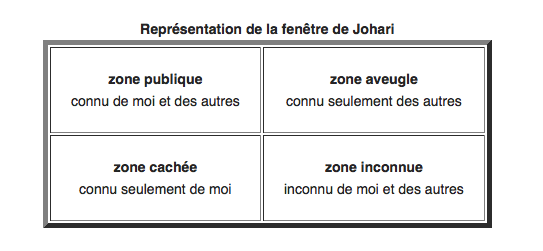 Représentation de la fenêtre de Johari
zone publique
connu de moi et des autres
zone aveugle
connu seulement des autres
zone cachée
connu seulement de moi
zone inconnue
inconnu de moi et des autres